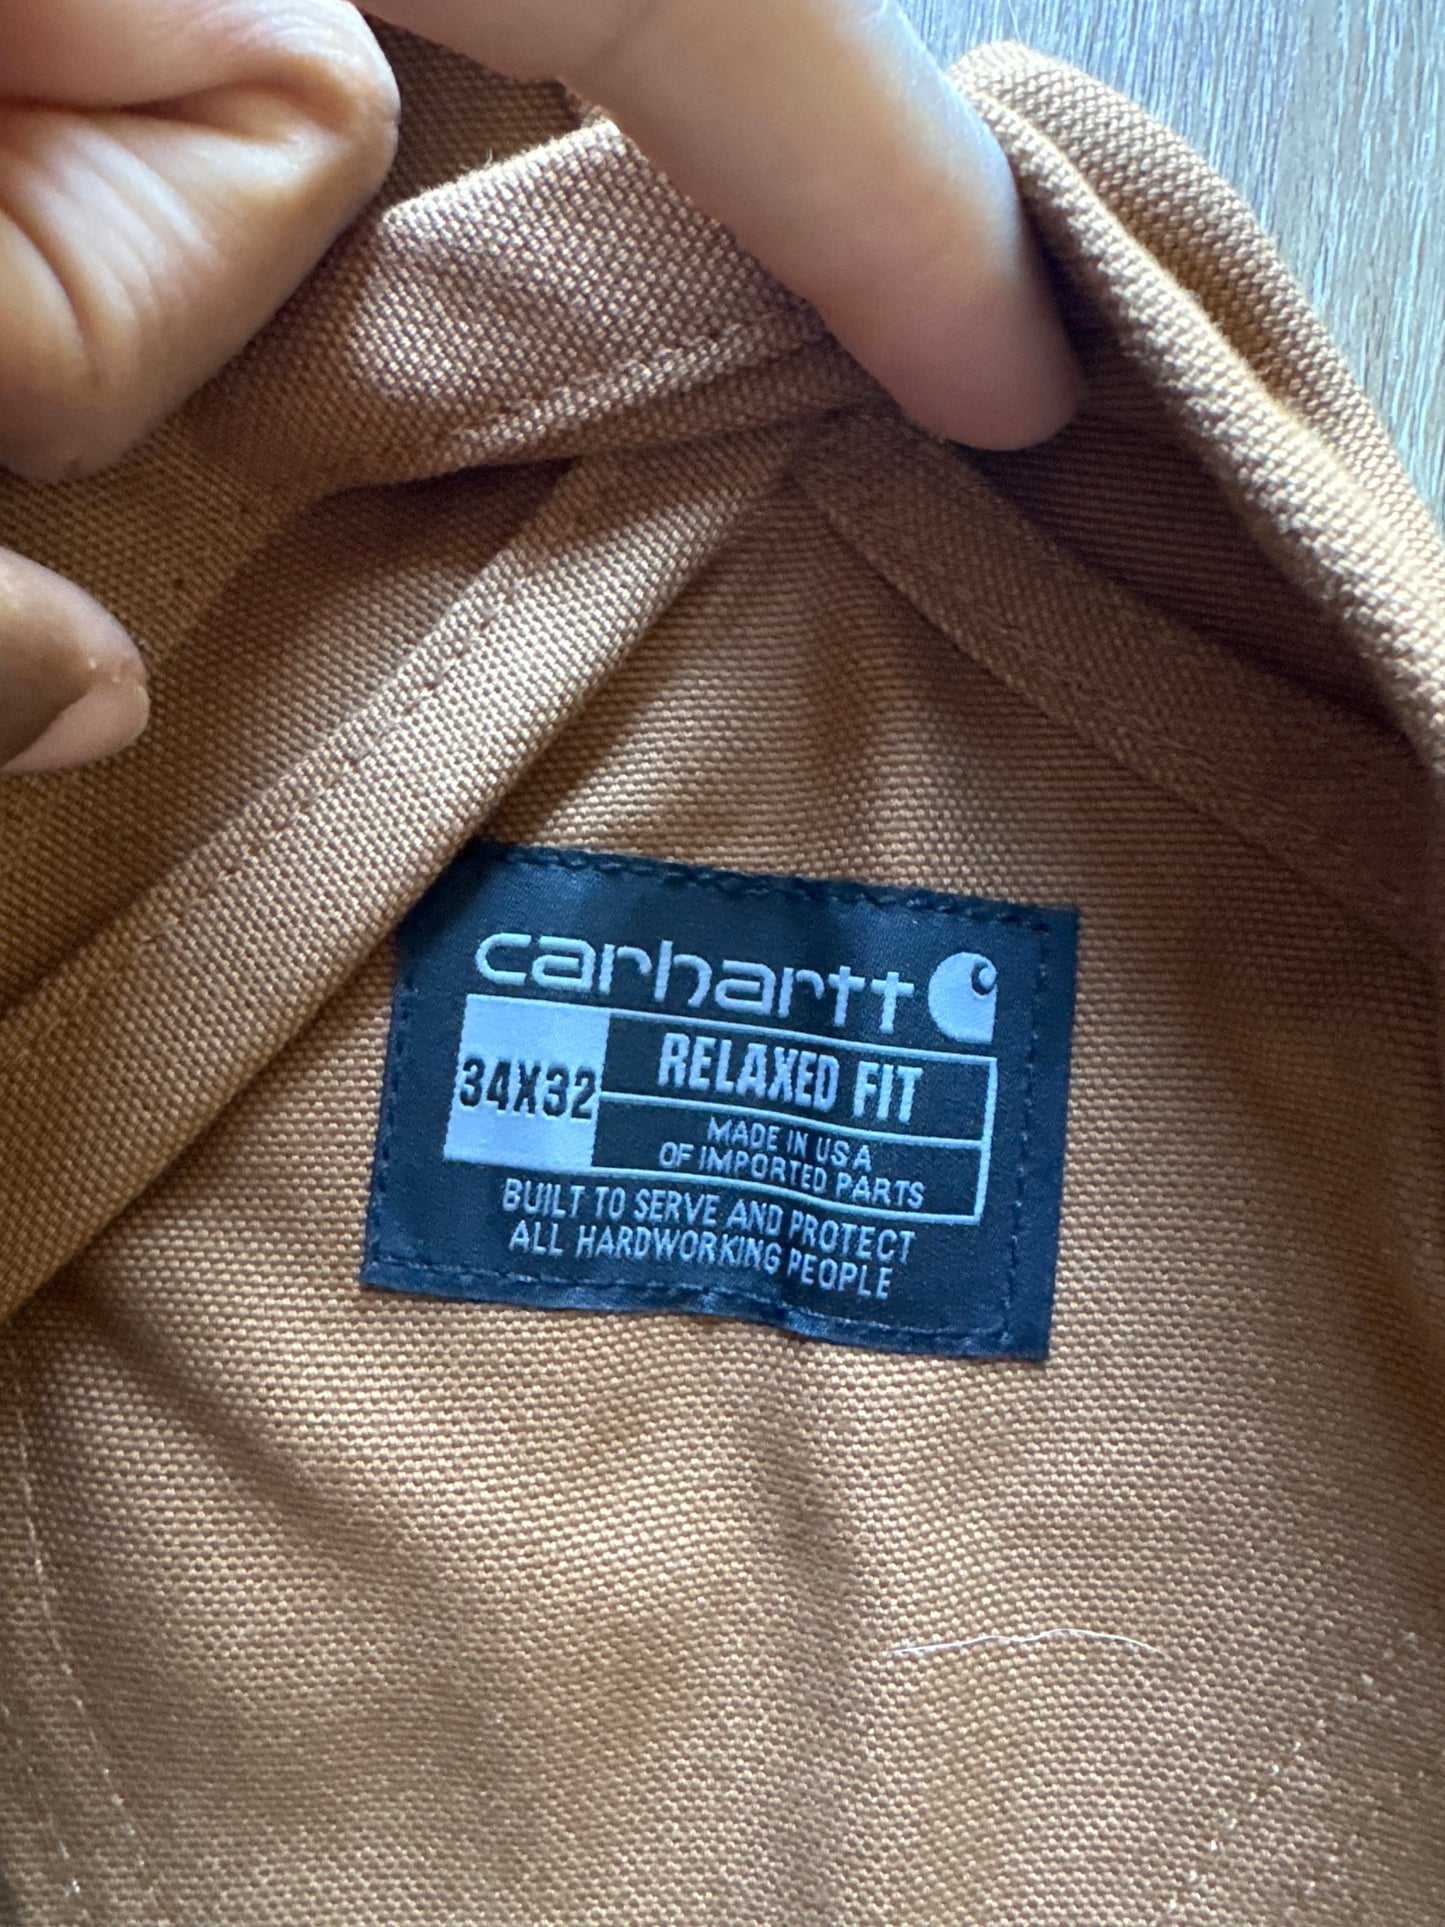 carhartt
34X32
RELAXED FIT
MADE IN USA
OF IMPORTED PARTS
BUILT TO SERVE AND PROTECT
ALL HARDWORKING PEOPLE